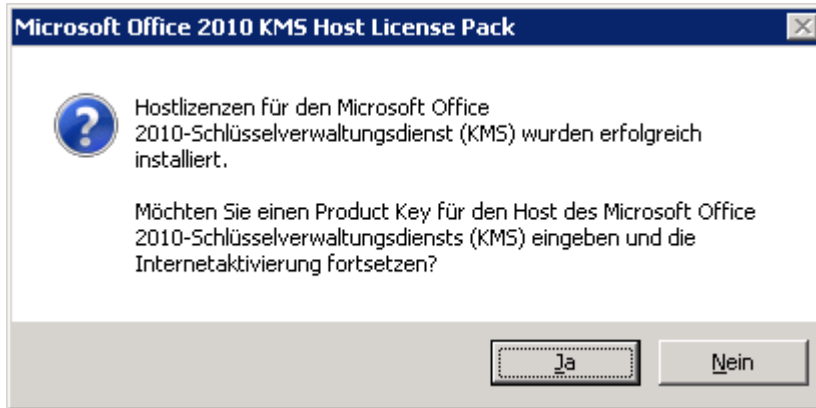 Microsoft Office 2010 KMS Host License Pack
Hostlizenzen für den Microsoft Office
2010-Schlüsselverwaltungsdienst (KMS) wurden erfolgreich
installiert.
Möchten Sie einen Product Key für den Host des Microsoft Office
2010-Schlüsselverwaltungsdiensts (KMS) eingeben und die
Internetaktivierung fortsetzen?
Ja Nein